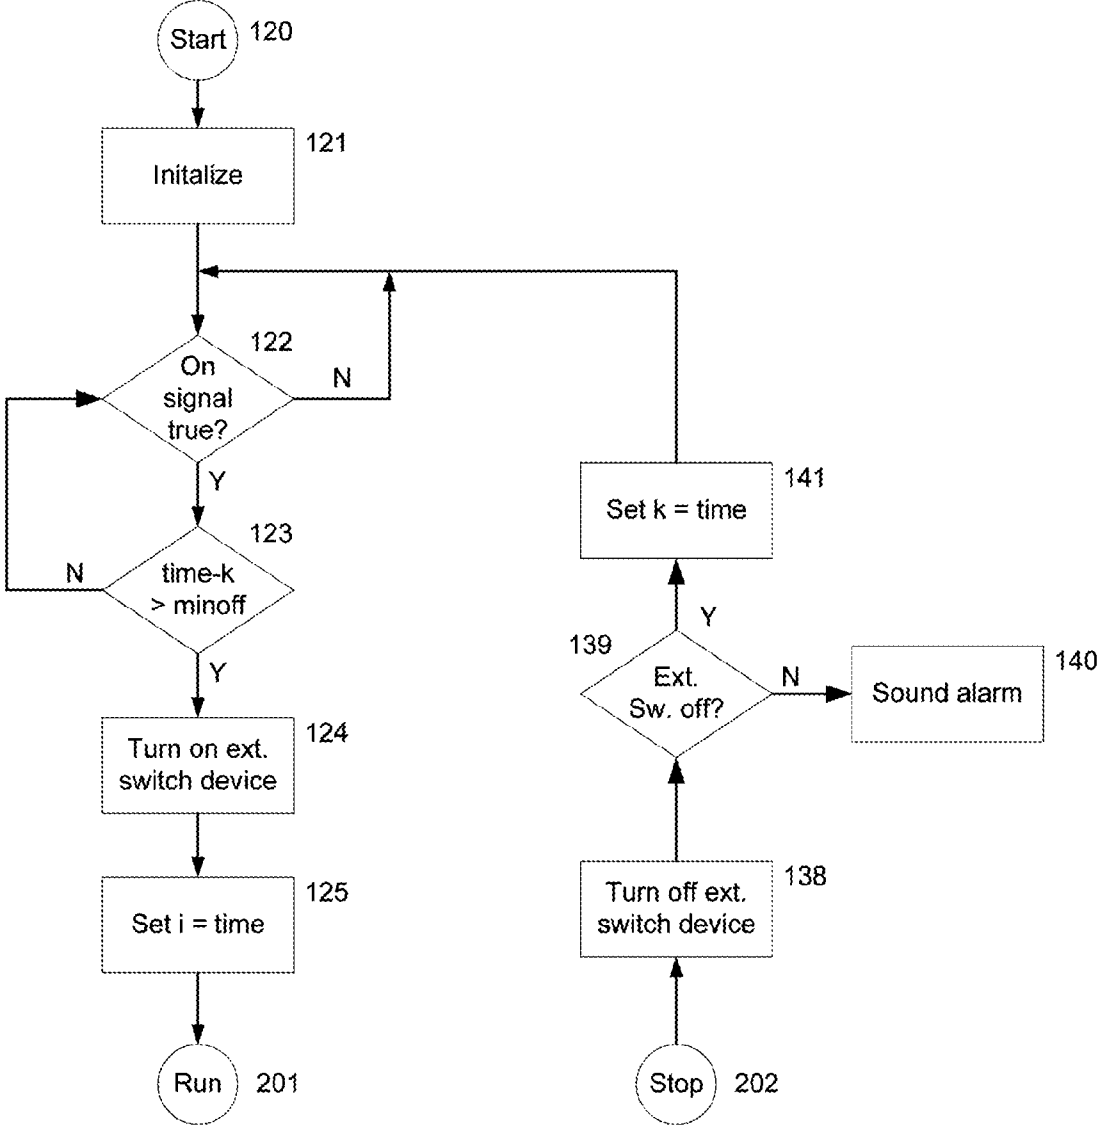 Start
120
121
Initalize
122
On
signal
true?
N
Y
123
time-k
> minoff
N
Y
124
Turn on ext.
switch device
125
Set i = time
Run
201
141
Set k = time
Y
139
Ext.
Sw. off?
N
140
Sound alarm
138
Turn off ext.
switch device
Stop
202